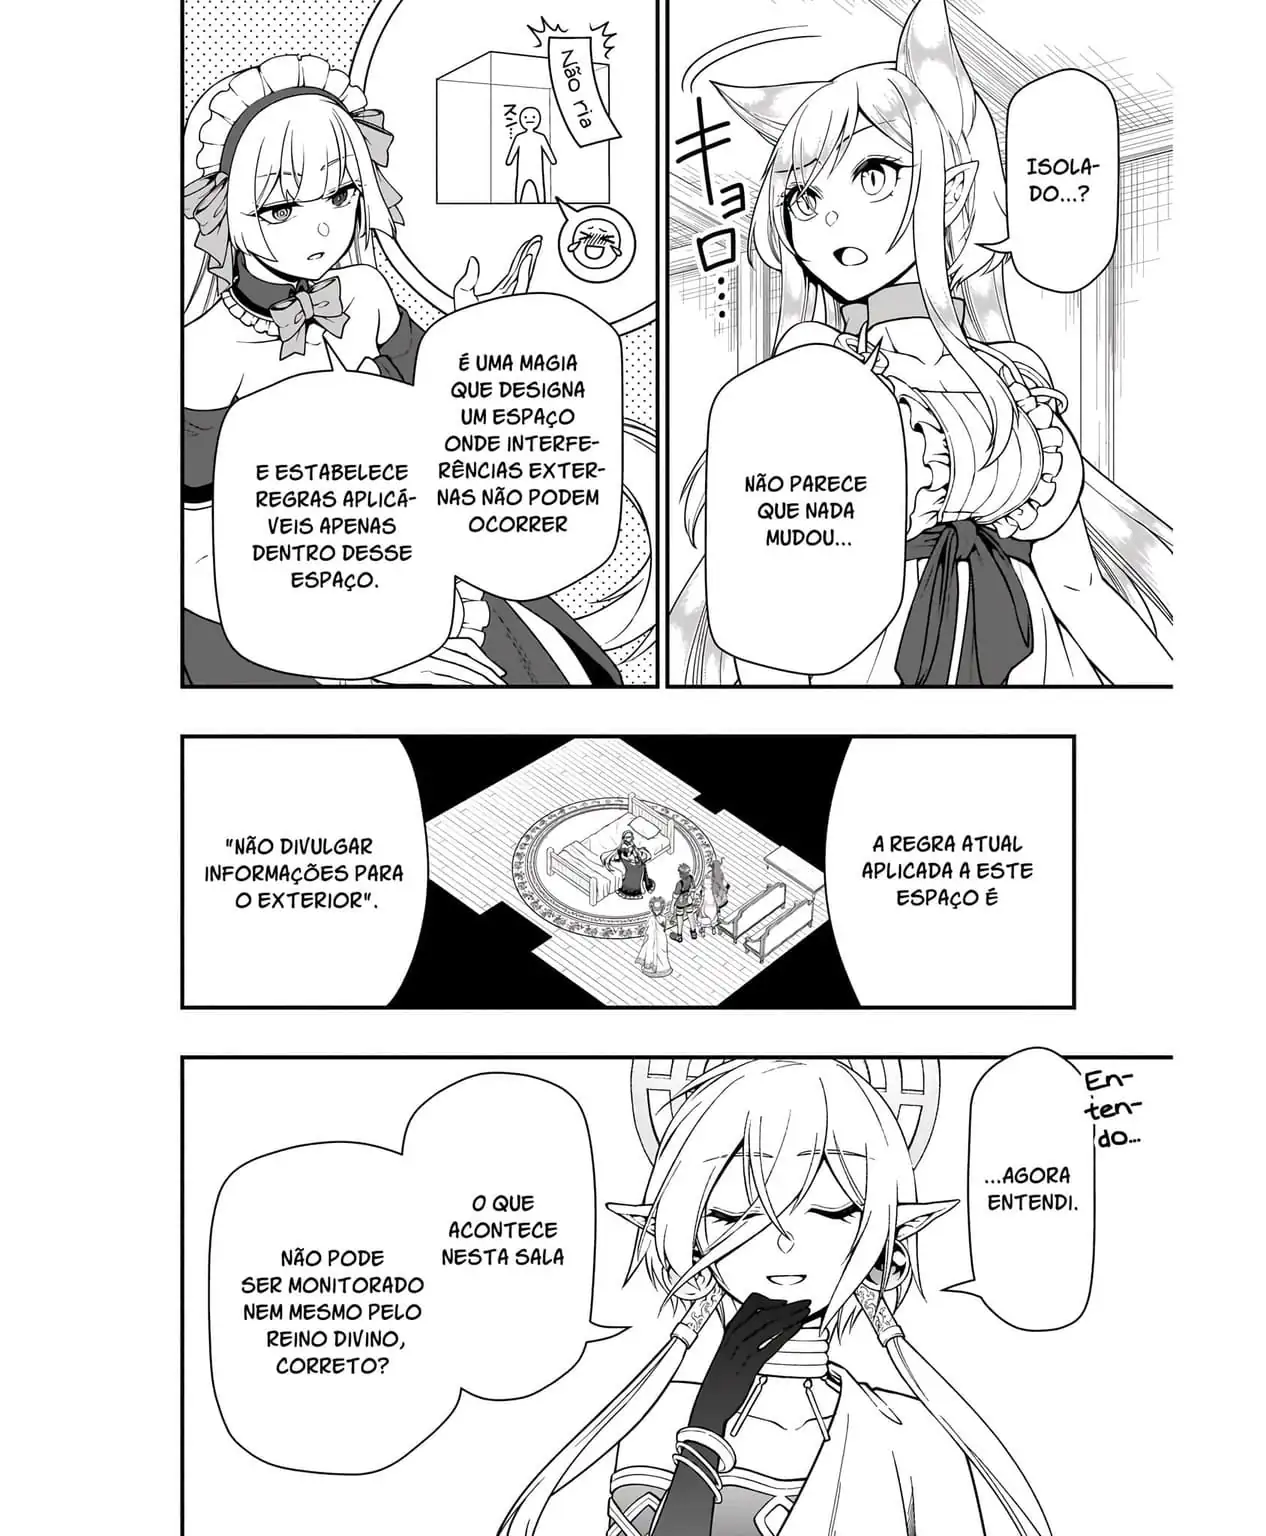 ISOLA-
DO...?
キョロ...
NÃO PARECE
QUE NADA
MUDOU...
Não ria
ス...
É UMA MAGIA
QUE DESIGNA
UM ESPAÇO
ONDE INTERFE-
RÊNCIAS EXTER-
NAS NÃO PODEM
OCORRER
E ESTABELECE
REGRAS APLICÁ-
VEIS APENAS
DENTRO DESSE
ESPAÇO.
A REGRA ATUAL
APLICADA A ESTE
ESPAÇO É
"NÃO DIVULGAR
INFORMAÇÕES PARA
O EXTERIOR".
En-
ten-
do...
...AGORA
ENTENDI.
O QUE
ACONTECE
NESTA SALA
NÃO PODE
SER MONITORADO
NEM MESMO PELO
REINO DIVINO,
CORRETO?